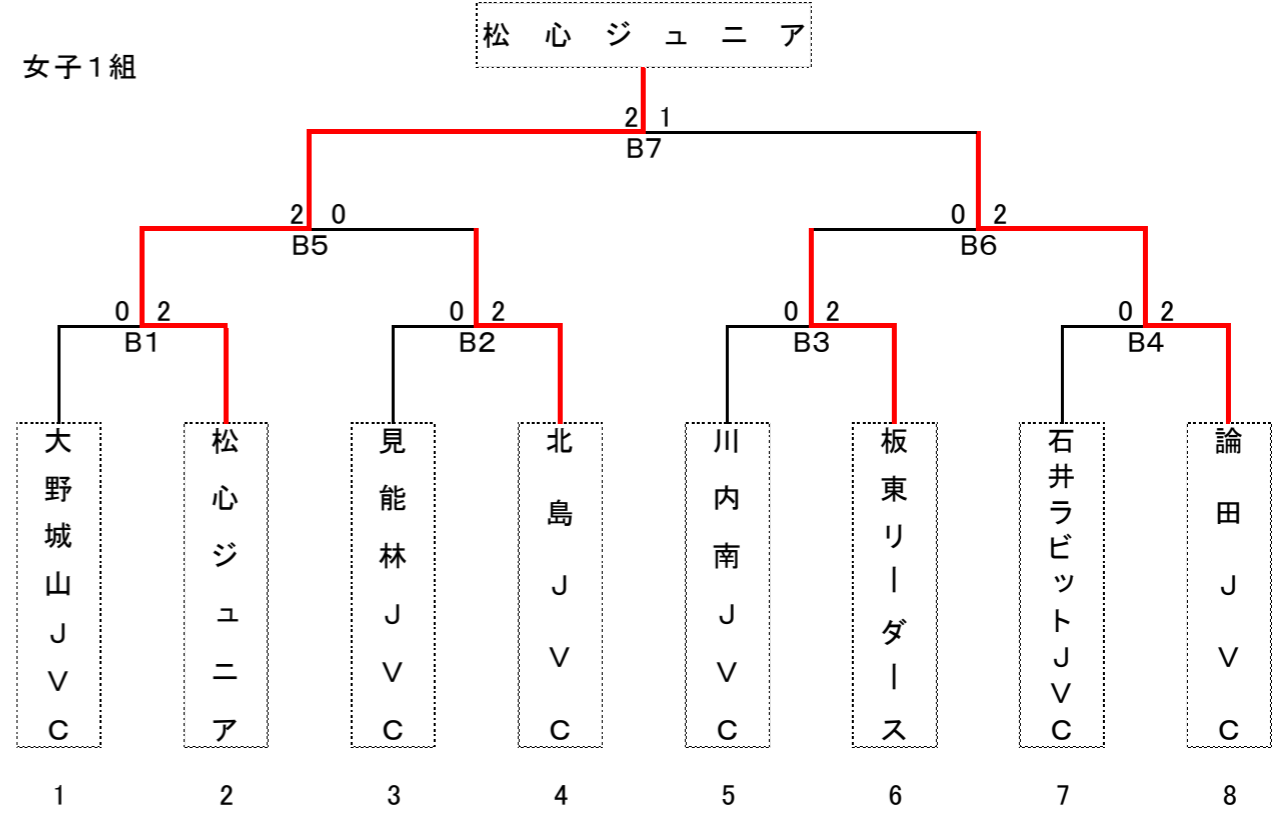 松心ジュニア
女子１組
2 1
B7
2 0
B5
0 2
B6
0 2
B1
0 2
B2
0 2
B3
0 2
B4
大野城山ＪＶＣ
松心ジュニア
見能林ＪＶＣ
北島ＪＶＣ
川内南ＪＶＣ
板東リーダース
石井ラビットＪＶＣ
論田ＪＶＣ
1 2 3 4 5 6 7 8